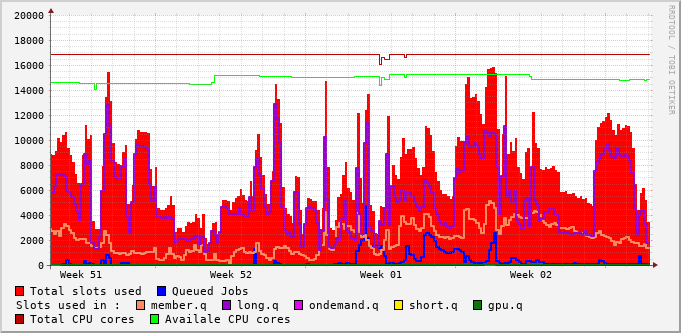 20000
18000
16000
14000
12000
10000
8000
6000
4000
2000
0
Week 51 Week 52 Week 01 Week 02
RRDTOOL / TOBI OETIKER
Total slots used Queued Jobs
Slots used in : member.q long.q ondemand.q short.q gpu.q
Total CPU cores Availale CPU cores